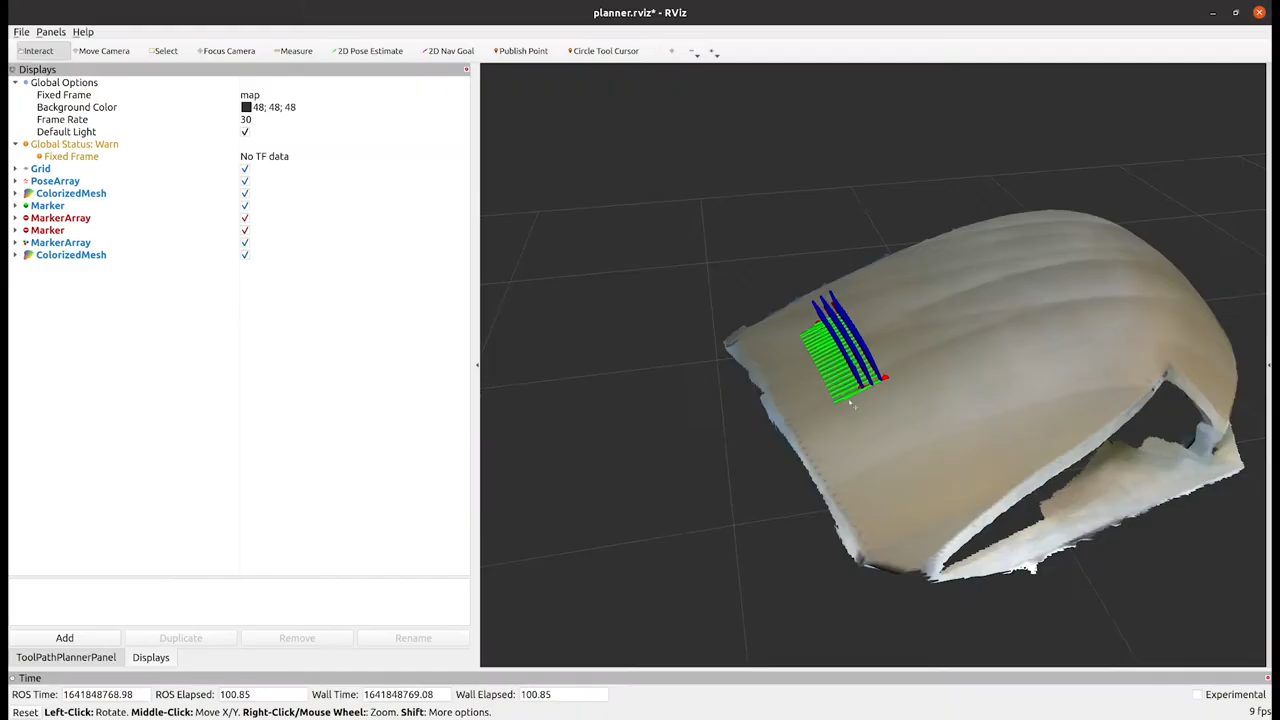 planner.rviz* - RViz
File Panels Help
Interact Move Camera Select Focus Camera Measure 2D Pose Estimate 2D Nav Goal Publish Point Circle Tool Cursor
Displays
Global Options
Fixed Frame map
Background Color 48; 48; 48
Frame Rate 30
Default Light ✓
Global Status: Warn
Fixed Frame No TF data
Grid ✓
PoseArray ✓
ColorizedMesh ✓
Marker ✓
MarkerArray ✓
Marker ✓
MarkerArray ✓
ColorizedMesh ✓
Add Duplicate Remove Rename
ToolPathPlannerPanel Displays
Time
ROS Time: 1641848768.98 ROS Elapsed: 100.85 Wall Time: 1641848769.08 Wall Elapsed: 100.85 Experimental
Reset Left-Click: Rotate. Middle-Click: Move X/Y. Right-Click/Mouse Wheel:: Zoom. Shift: More options. 9 fps